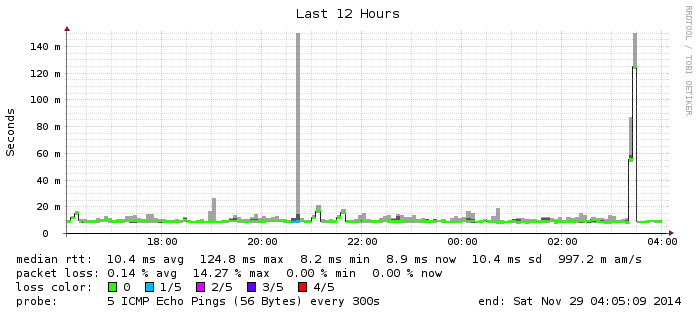 Last 12 Hours
RRDTOOL / TOBI OETIKER
Seconds
140 m
120 m
100 m
80 m
60 m
40 m
20 m
0
18:00 20:00 22:00 00:00 02:00 04:00
median rtt: 10.4 ms avg 124.8 ms max 8.2 ms min 8.9 ms now 10.4 ms sd 997.2 m am/s
packet loss: 0.14 % avg 14.27 % max 0.00 % min 0.00 % now
loss color: 0 1/5 2/5 3/5 4/5
probe: 5 ICMP Echo Pings (56 Bytes) every 300s end: Sat Nov 29 04:05:09 2014